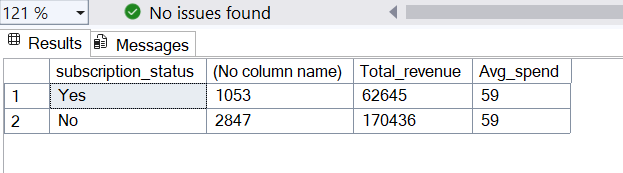 121 % No issues found
Results Messages
subscription_status (No column name) Total_revenue Avg_spend
1 Yes 1053 62645 59
2 No 2847 170436 59